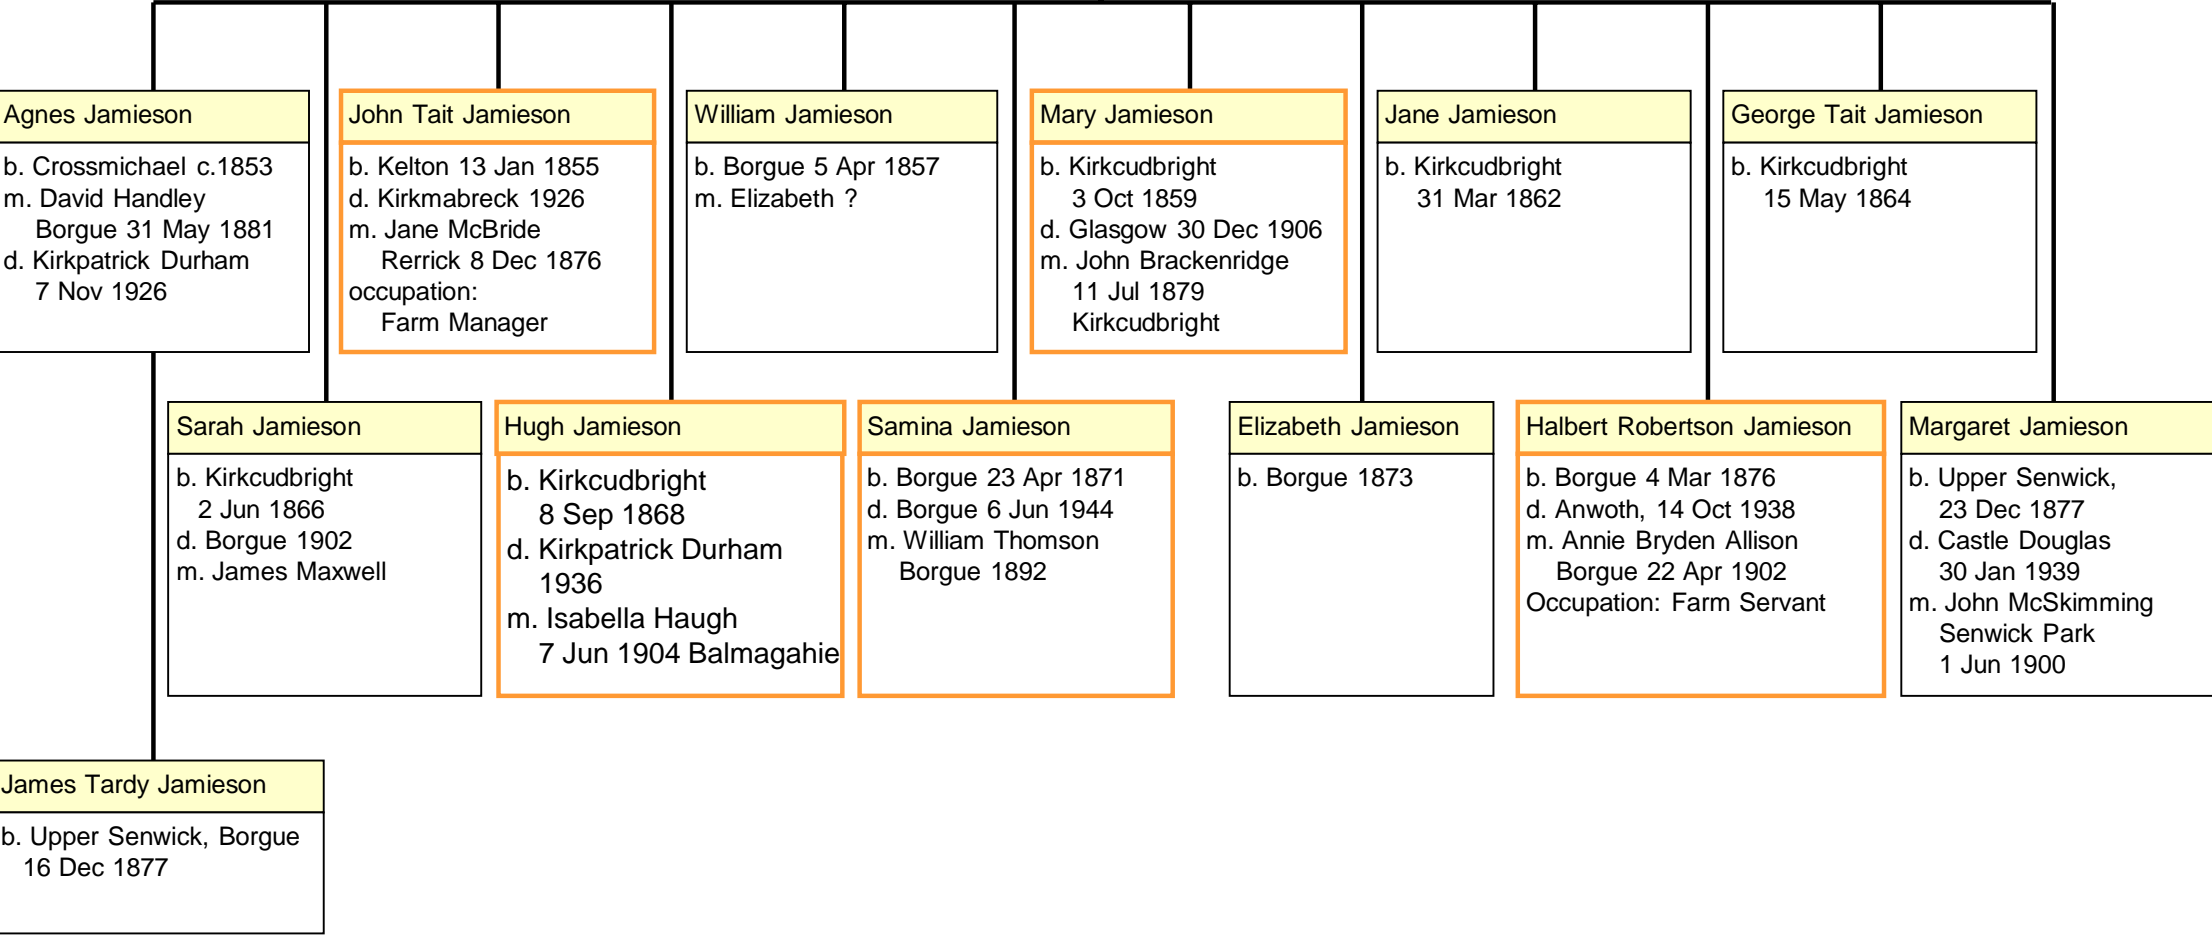 Agnes Jamieson
b. Crossmichael c.1853
m. David Handley
Borgue 31 May 1881
d. Kirkpatrick Durham
7 Nov 1926
John Tait Jamieson
b. Kelton 13 Jan 1855
d. Kirkmabreck 1926
m. Jane McBride
Rerrick 8 Dec 1876
occupation:
Farm Manager
William Jamieson
b. Borgue 5 Apr 1857
m. Elizabeth ?
Mary Jamieson
b. Kirkcudbright
3 Oct 1859
d. Glasgow 30 Dec 1906
m. John Brackenridge
11 Jul 1879
Kirkcudbright
Jane Jamieson
b. Kirkcudbright
31 Mar 1862
George Tait Jamieson
b. Kirkcudbright
15 May 1864
Sarah Jamieson
b. Kirkcudbright
2 Jun 1866
d. Borgue 1902
m. James Maxwell
Hugh Jamieson
b. Kirkcudbright
8 Sep 1868
d. Kirkpatrick Durham
1936
m. Isabella Haugh
7 Jun 1904 Balmagahie
Samina Jamieson
b. Borgue 23 Apr 1871
d. Borgue 6 Jun 1944
m. William Thomson
Borgue 1892
Elizabeth Jamieson
b. Borgue 1873
Halbert Robertson Jamieson
b. Borgue 4 Mar 1876
d. Anwoth, 14 Oct 1938
m. Annie Bryden Allison
Borgue 22 Apr 1902
Occupation: Farm Servant
Margaret Jamieson
b. Upper Senwick,
23 Dec 1877
d. Castle Douglas
30 Jan 1939
m. John McSkimming
Senwick Park
1 Jun 1900
James Tardy Jamieson
b. Upper Senwick, Borgue
16 Dec 1877